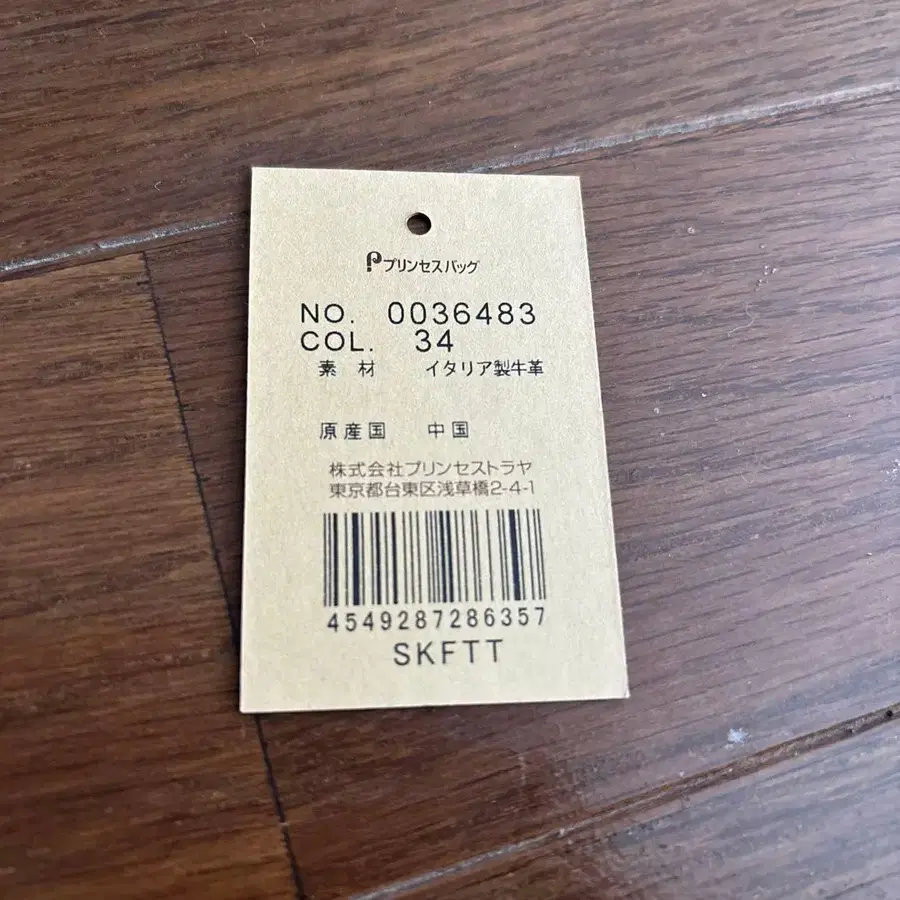 プリンセスバッグ
NO. 0036483
COL. 34
素 材 イタリア製牛革
原産国 中国
株式会社プリンセストラヤ
東京都台東区浅草橋2-4-1
4549287286357
SKFTT